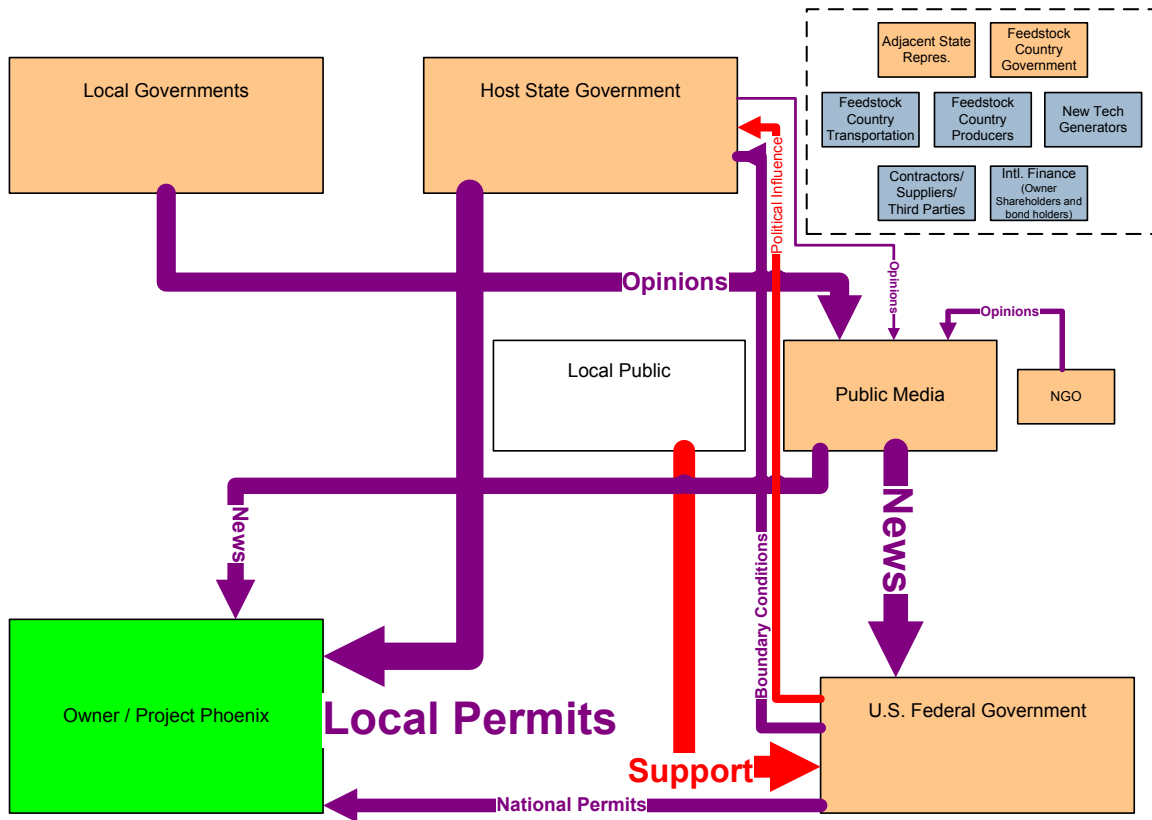 Adjacent State
Repres.
Feedstock
Country
Government
Local Governments
Host State Government
Feedstock
Country
Transportation
Feedstock
Country
Producers
New Tech
Generators
Contractors/
Suppliers/
Third Parties
Intl. Finance
(Owner
Shareholders and
bond holders)
Political Influence
Opinions
Opinions
Opinions
Local Public
Public Media
NGO
News
News
Boundary Conditions
Owner / Project Phoenix
Local Permits
U.S. Federal Government
Support
National Permits